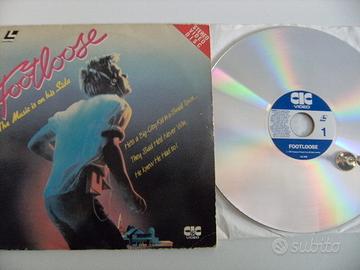 Footloose
The Music is on his Side
STEREO
He's a Big-City Kid in a Small Town.
They Said He'd Never Win.
He Knew He Had to!
CIC
VIDEO
CIC
VIDEO
1
FOOTLOOSE
subito